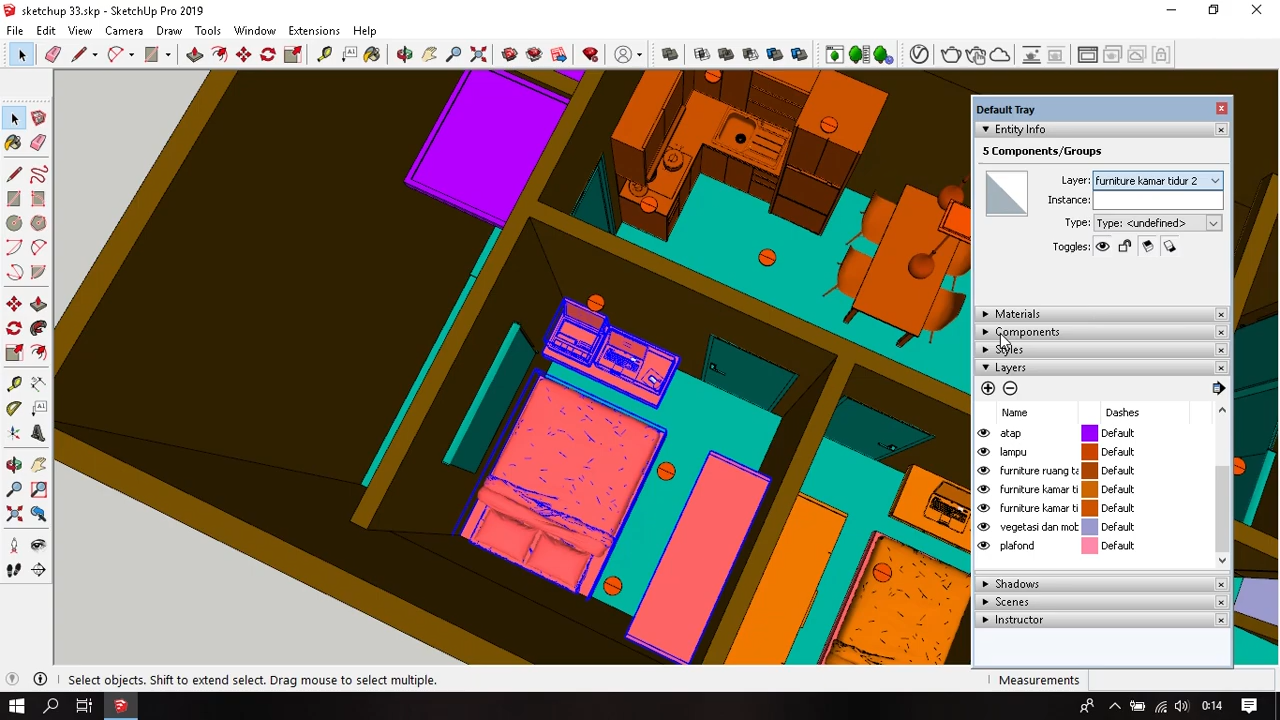 sketchup 33.skp - SketchUp Pro 2019
File Edit View Camera Draw Tools Window Extensions Help
Default Tray
Entity Info
5 Components/Groups
Layer: furniture kamar tidur 2
Instance:
Type: Type: <undefined>
Toggles:
Materials
Components
Styles
Layers
Name Dashes
atap Default
lampu Default
furniture ruang ta Default
furniture kamar ti Default
furniture kamar ti Default
vegetasi dan mob Default
plafond Default
Shadows
Scenes
Instructor
Select objects. Shift to extend select. Drag mouse to select multiple.
Measurements
0:14